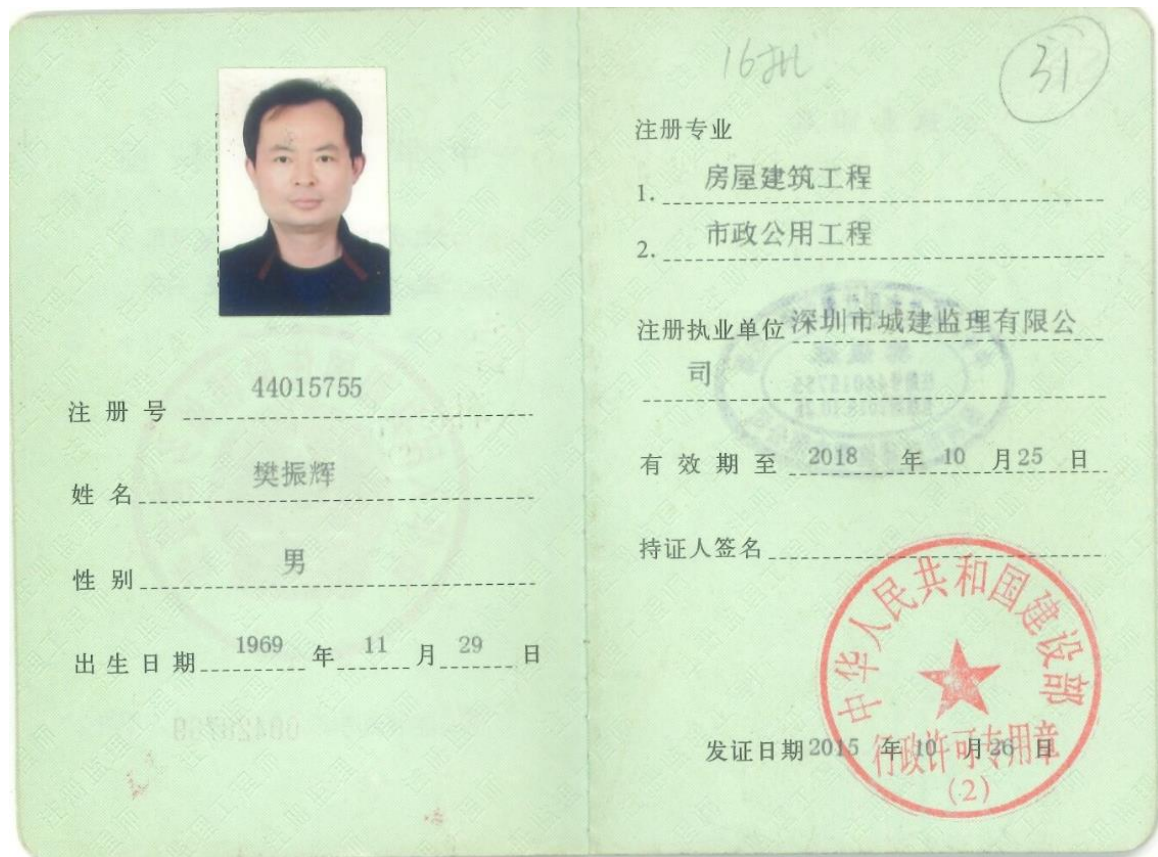 注册号 44015755
姓名 樊振辉
性别 男
出生日期 1969 年 11 月 29 日
16批
31
注册专业
1. 房屋建筑工程
2. 市政公用工程
注册执业单位 深圳市城建监理有限公
司
有效期至 2018 年 10 月 25 日
持证人签名
中华人民共和国建设部
发证日期 2015 年 10 月 26 日
行政许可专用章
(2)